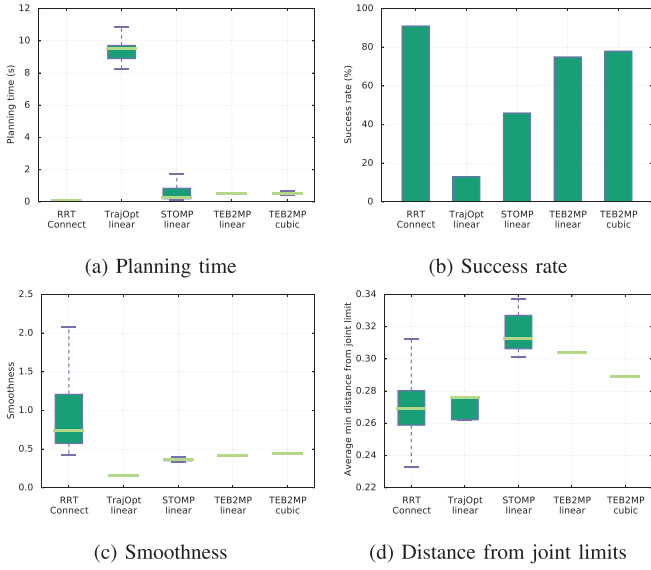 12
10
8
6
4
2
0
Planning time (s)
RRT Connect
TrajOpt linear
STOMP linear
TEB2MP linear
TEB2MP cubic
(a) Planning time
100
80
60
40
20
0
Success rate (%)
RRT Connect
TrajOpt linear
STOMP linear
TEB2MP linear
TEB2MP cubic
(b) Success rate
2.5
2.0
1.5
1.0
0.5
0.0
Smoothness
RRT Connect
TrajOpt linear
STOMP linear
TEB2MP linear
TEB2MP cubic
(c) Smoothness
0.34
0.32
0.30
0.28
0.26
0.24
0.22
Average min distance from joint limit
RRT Connect
TrajOpt linear
STOMP linear
TEB2MP linear
TEB2MP cubic
(d) Distance from joint limits